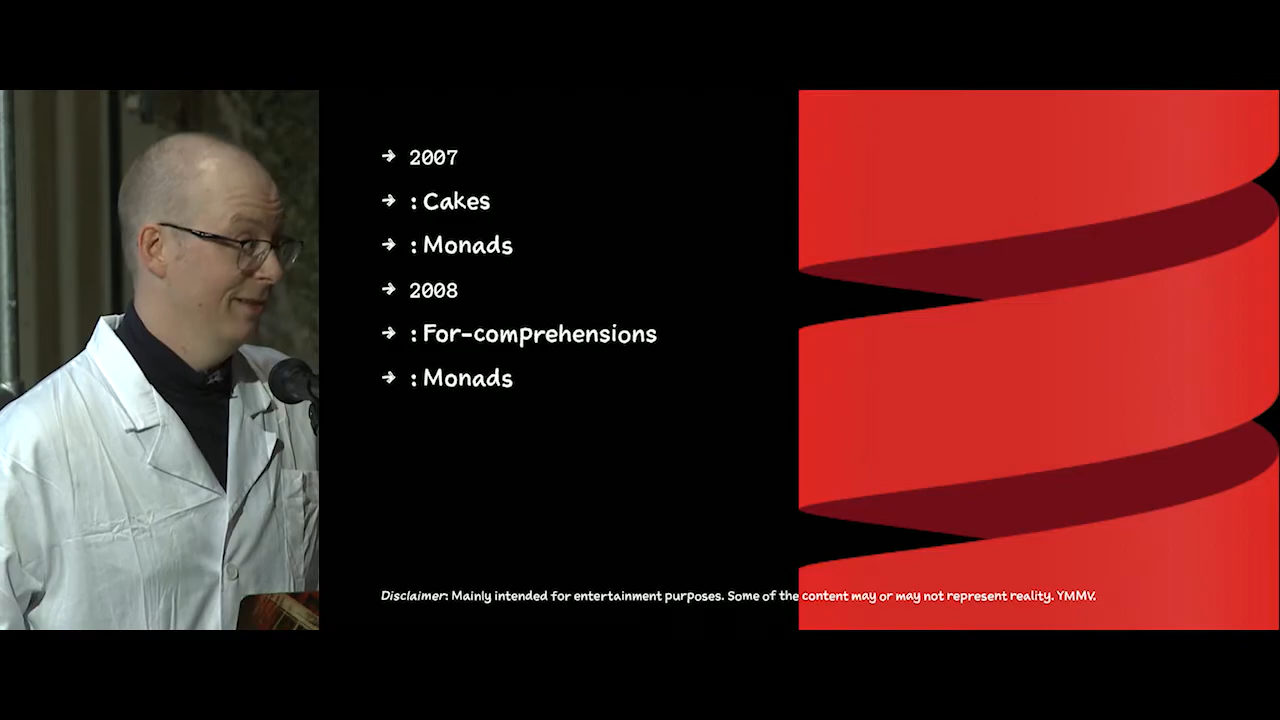 → 2007
→ : Cakes
→ : Monads
→ 2008
→ : For-comprehensions
→ : Monads
Disclaimer: Mainly intended for entertainment purposes. Some of the content may or may not represent reality. YMMV.